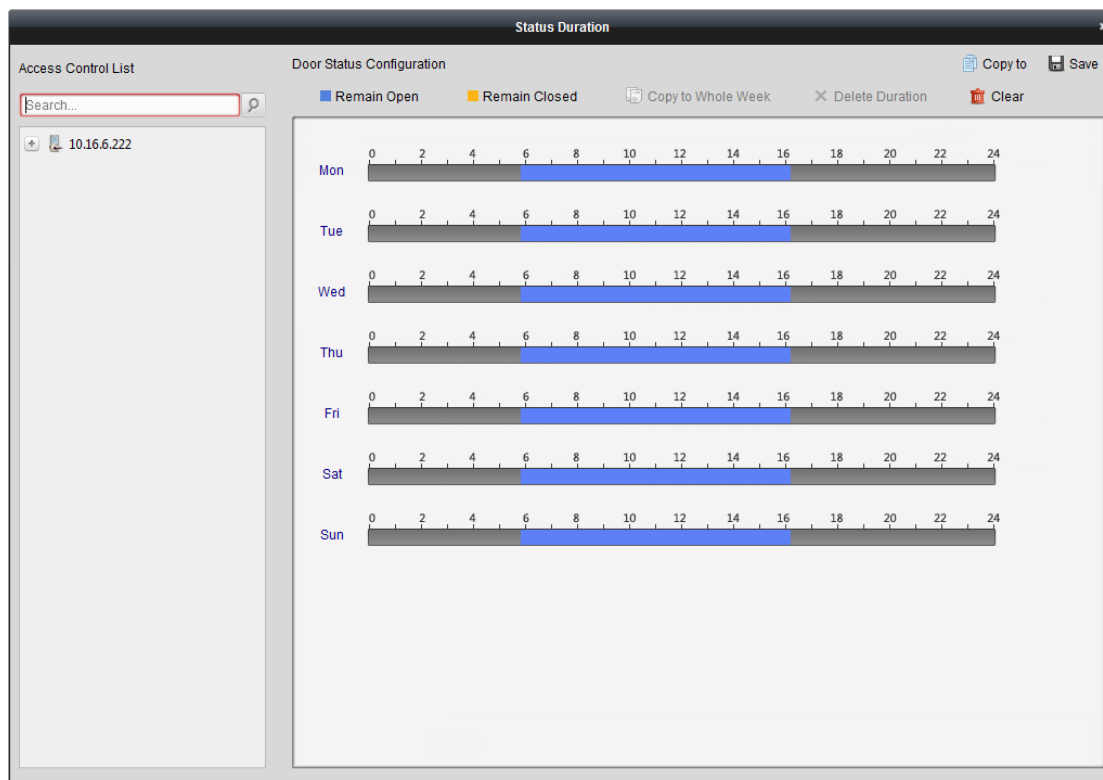 Status Duration
Access Control List
Door Status Configuration
Copy to
Save
Search...
Remain Open
Remain Closed
Copy to Whole Week
Delete Duration
Clear
10.16.6.222
0 2 4 6 8 10 12 14 16 18 20 22 24
Mon
0 2 4 6 8 10 12 14 16 18 20 22 24
Tue
0 2 4 6 8 10 12 14 16 18 20 22 24
Wed
0 2 4 6 8 10 12 14 16 18 20 22 24
Thu
0 2 4 6 8 10 12 14 16 18 20 22 24
Fri
0 2 4 6 8 10 12 14 16 18 20 22 24
Sat
0 2 4 6 8 10 12 14 16 18 20 22 24
Sun